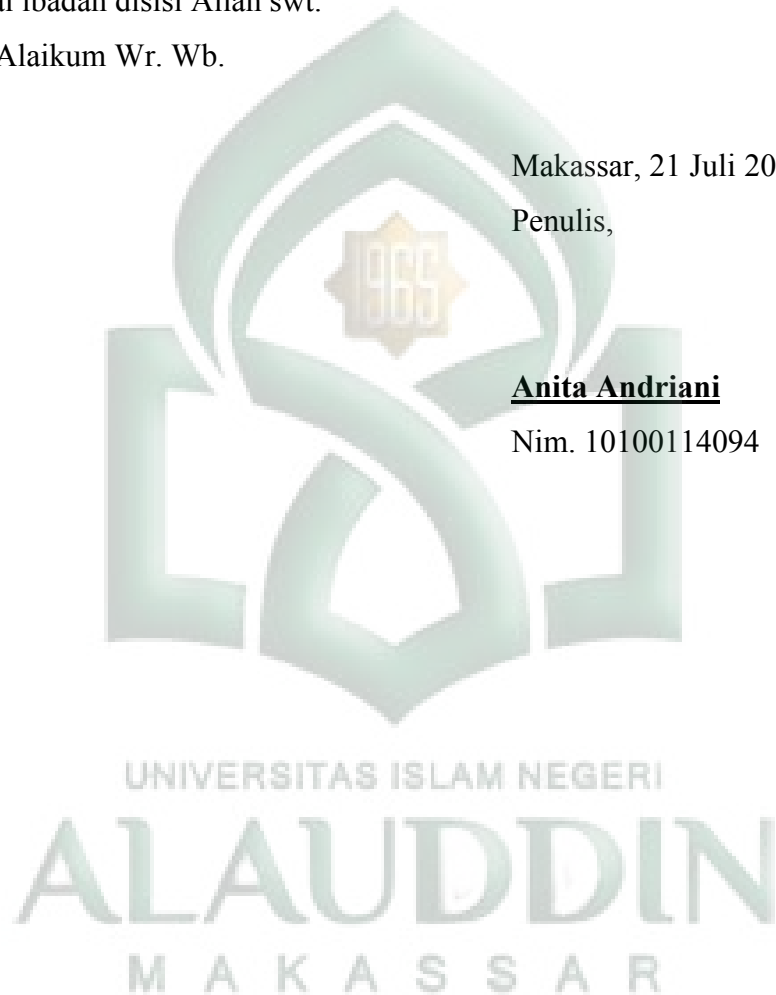 ibadah disisi Allah swt.
Alaikum Wr. Wb.
Makassar, 21 Juli 20
Penulis,
1965
Anita Andriani
Nim. 10100114094
UNIVERSITAS ISLAM NEGERI
ALAUDDIN
MAKASSAR